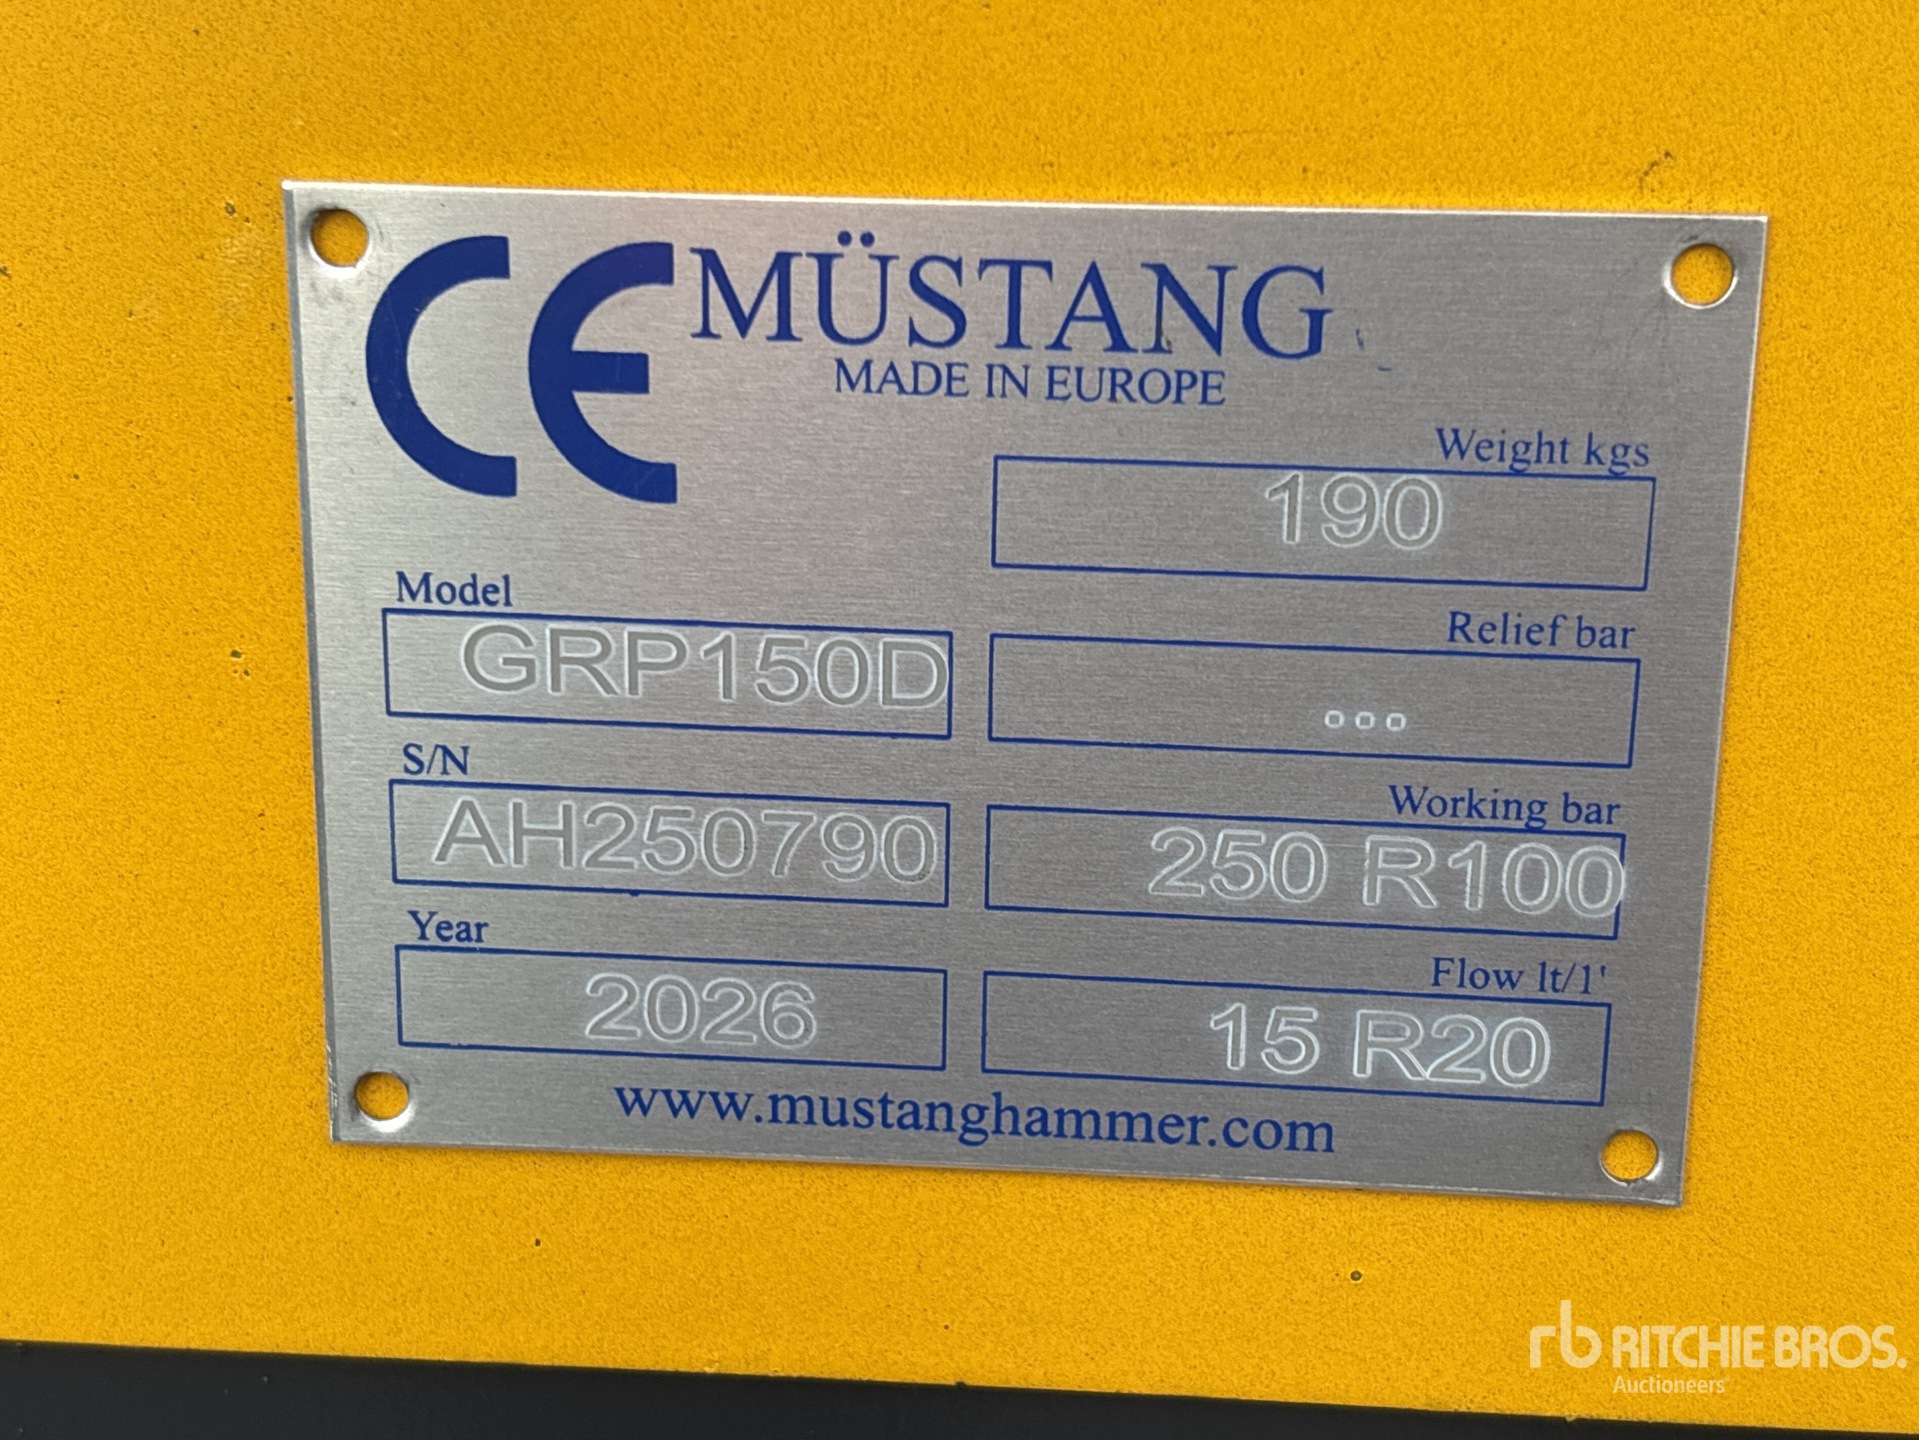 CE MÜSTANG
MADE IN EUROPE
Weight kgs
190
Model
GRP150D
Relief bar
...
S/N
AH250790
Working bar
250 R100
Year
2026
Flow lt/1'
15 R20
www.mustanghammer.com
rb RITCHIE BROS.
Auctioneers